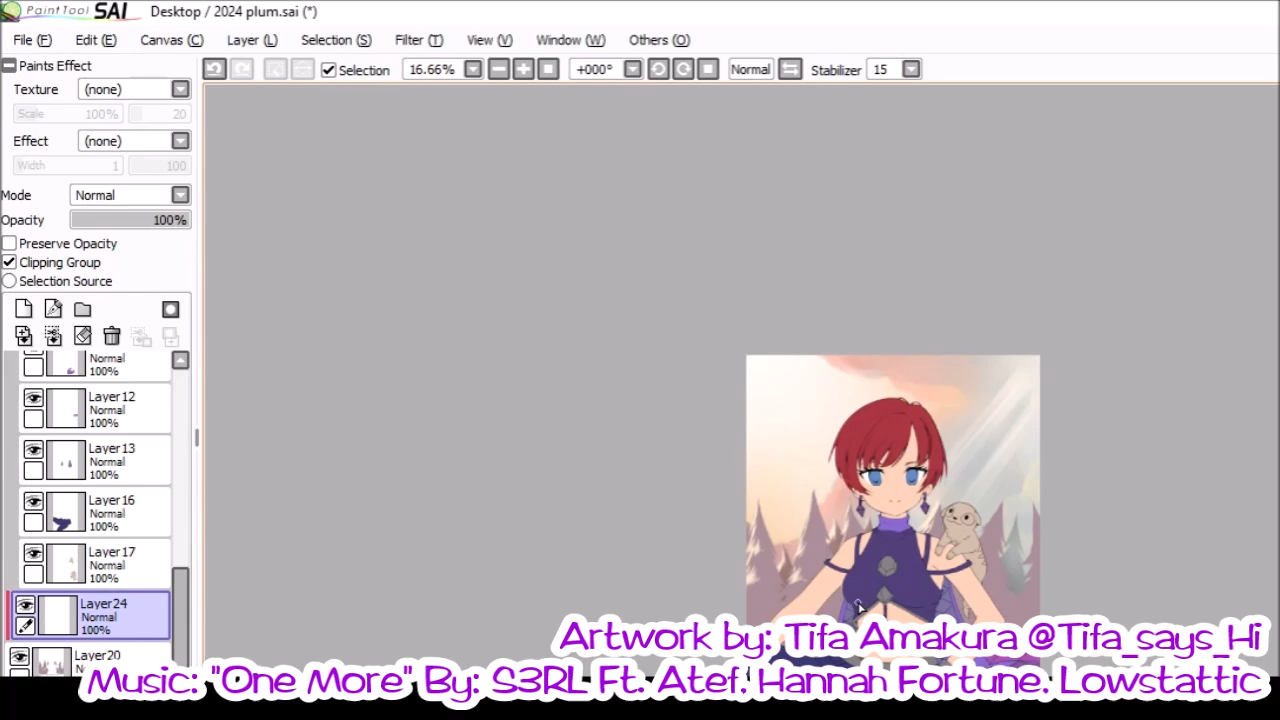 PaintTool SAI Desktop / 2024 plum.sai (*)
File (F) Edit (E) Canvas (C) Layer (L) Selection (S) Filter (T) View (V) Window (W) Others (O)
Paints Effect
Selection 16.66% +000° Normal Stabilizer 15
Texture (none)
Scale 100% 20
Effect (none)
Width 1 100
Mode Normal
Opacity 100%
Preserve Opacity
Clipping Group
Selection Source
Normal
100%
Layer12
Normal
100%
Layer13
Normal
100%
Layer16
Normal
100%
Layer17
Normal
100%
Layer24
Normal
100%
Layer20
Artwork by: Tifa Amakura @Tifa_says_Hi
Music: "One More" By: S3RL Ft. Atef. Hannah Fortune. Lowstattic